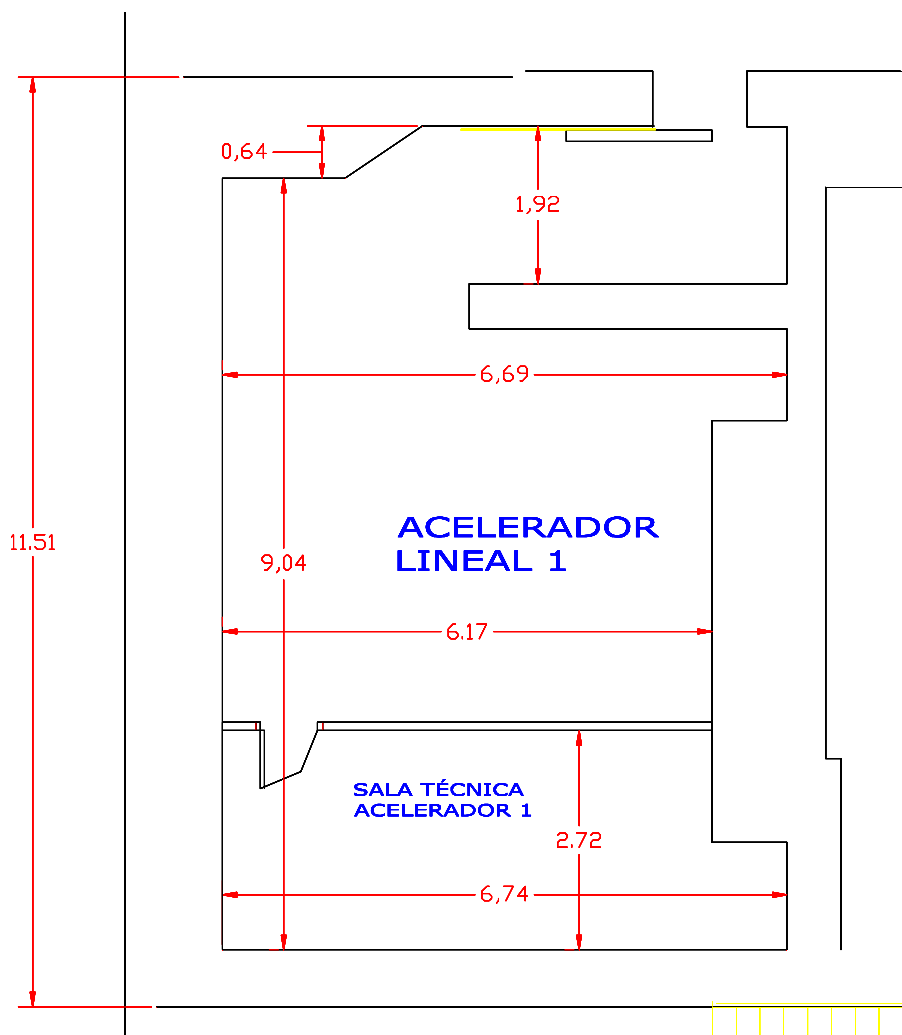 0,64
1,92
6,69
11.51
ACELERADOR
LINEAL 1
9,04
6.17
SALA TÉCNICA
ACELERADOR 1
2.72
6,74